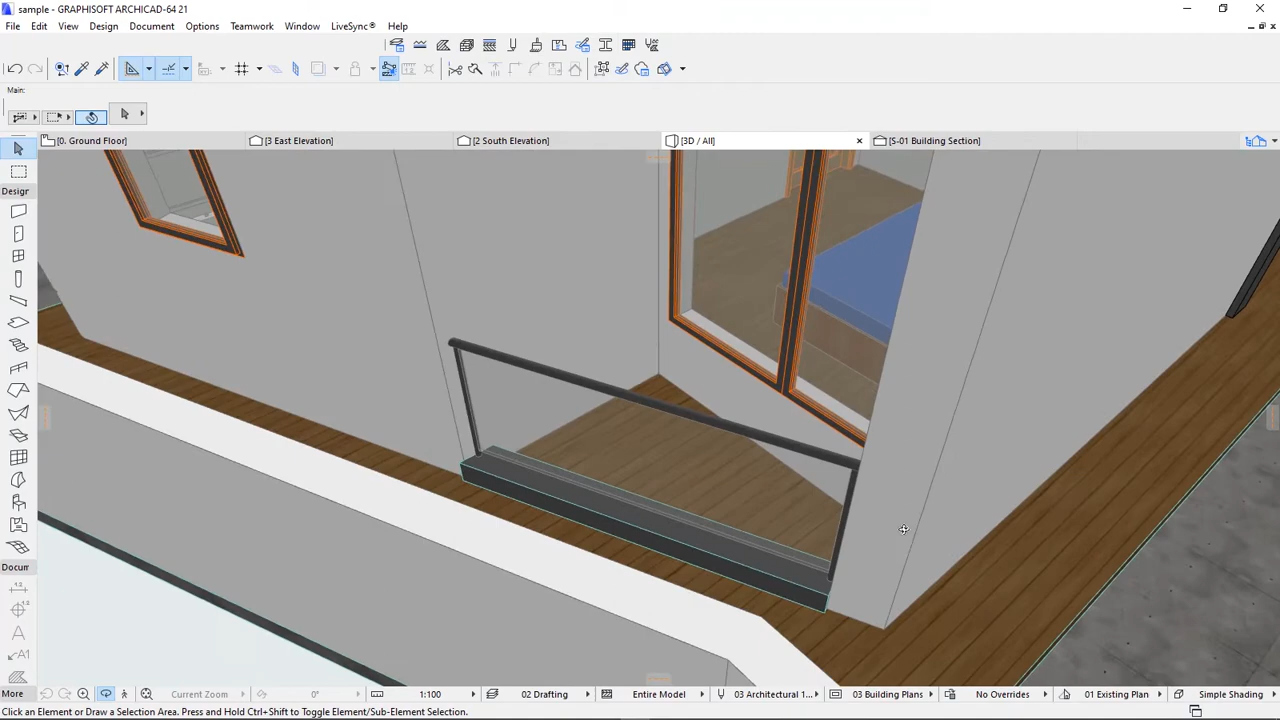 sample - GRAPHISOFT ARCHICAD-64 21
File Edit View Design Document Options Teamwork Window LiveSync® Help
Main:
[0. Ground Floor] [3 East Elevation] [2 South Elevation] [3D / All] [S-01 Building Section]
Design
Docum
More
Current Zoom 0° 1:100 02 Drafting Entire Model 03 Architectural 1... 03 Building Plans No Overrides 01 Existing Plan Simple Shading
Click an Element or Draw a Selection Area. Press and Hold Ctrl+Shift to Toggle Element/Sub-Element Selection.